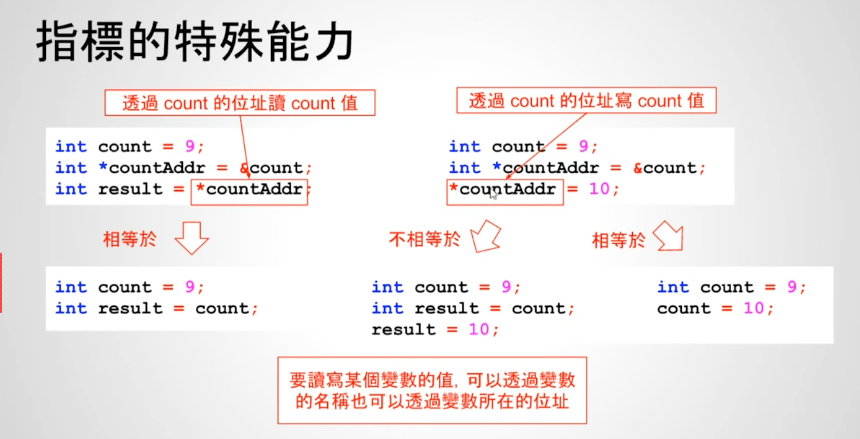 指標的特殊能力
透過 count 的位址讀 count 值
int count = 9;
int *countAddr = &count;
int result = *countAddr;
透過 count 的位址寫 count 值
int count = 9;
int *countAddr = &count;
*countAddr = 10;
相等於
不相等於
相等於
int count = 9;
int result = count;
int count = 9;
int result = count;
result = 10;
int count = 9;
count = 10;
要讀寫某個變數的值, 可以透過變數
的名稱也可以透過變數所在的位址